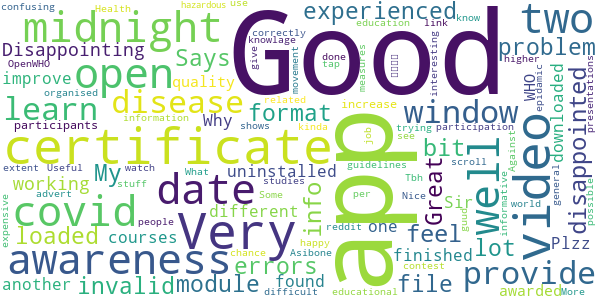 confusing
Health
hazardous
use
experienced
two
midnight
Good
correctly
education
link
know
Disappointing
Says
give
knowlage
done
tap
measures
interesting
higher
problem
OpenWHO
open
movement
improve
quality
organised
related
learn
disease
format
window
WHO
epidamic
downloaded
disappointed
presentations
participants
Why
information
shows
increase
participation
certificate
app
video
extent
Useful
My
watch
uninstalled
kinda
job
trying
see
bit
Against
stuff
What
studies
guidelines
scroll
working
date
info
Great
well
informative
general
advert
different
Some
Tbh
per
Nice
world
possible
covid
Very
people
happy
Sir
guud
lot
Plzz
expensive
loaded
courses
chance
Asibone
reddit
one
feel
awareness
errors
contest
finished
provide
another
invalid
module
found
difficult
educational
file
awarded
More